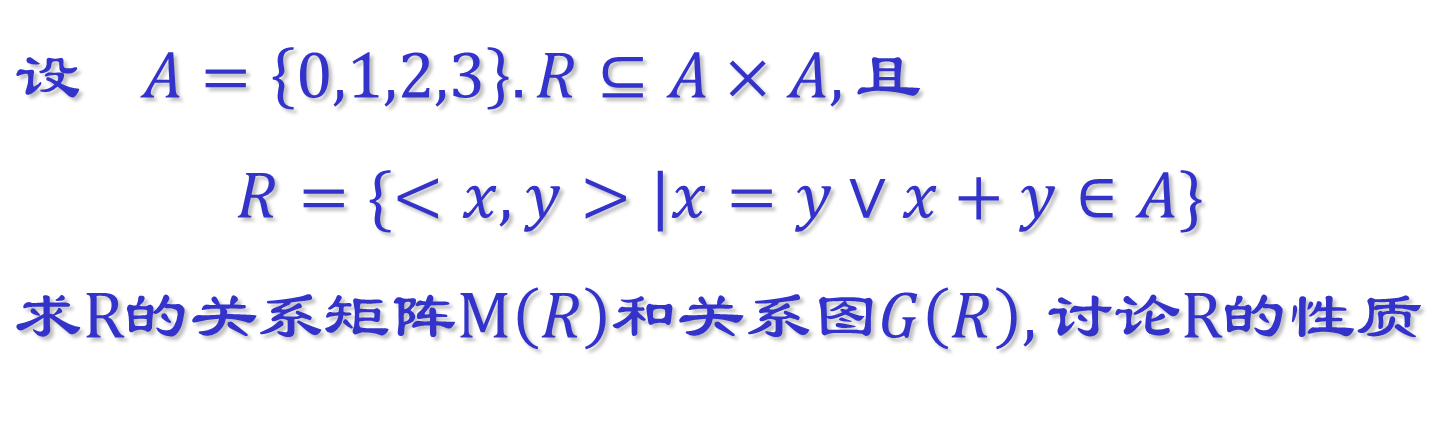 设 A = {0,1,2,3}. R ⊆ A × A, 且
R = {< x, y > |x = y ∨ x + y ∈ A}
求R的关系矩阵M(R)和关系图G(R), 讨论R的性质